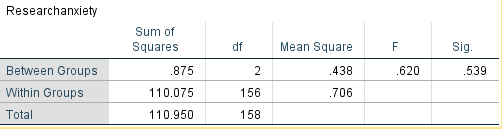 Researchanxiety
Sum of Squares df Mean Square F Sig.
Between Groups .875 2 .438 .620 .539
Within Groups 110.075 156 .706
Total 110.950 158